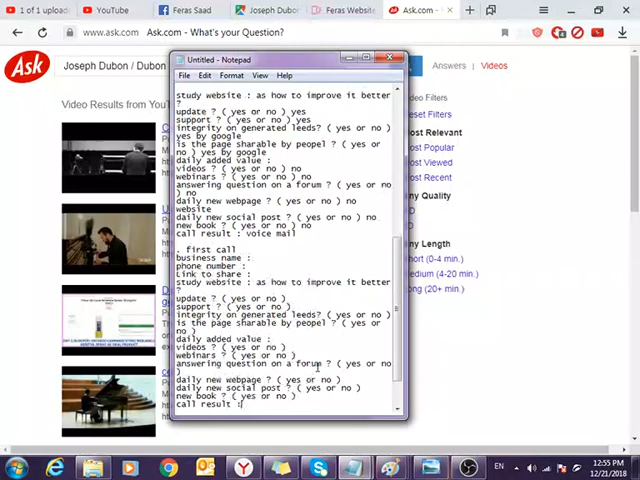 1 of 1 uploade
YouTube
Feras Saad
Joseph Dubon
Feras Website
Ask.com - What's
www.ask.com
Ask.com - What's your Question?
Ask
Joseph Dubon / Dubon
Answers
Videos
Untitled - Notepad
File Edit Format View Help
Video Results from YouT
study website : as how to improve it better
?
update ? ( yes or no ) yes
support ? ( yes or no ) yes
integrity on generated leeds? ( yes or no )
yes by google
is the page sharable by peopel ? ( yes or
no ) yes by google
daily added value :
videos ? ( yes or no ) no
webinars ? ( yes or no ) no
answering question on a forum ? ( yes or no
) no
daily new webpage ? ( yes or no ) no
website
daily new social post ? ( yes or no ) no
new book ? ( yes or no ) no
call result : voice mail
. first call
business name :
phone number :
Link to share :
study website : as how to improve it better
?
update ? ( yes or no )
support ? ( yes or no )
integrity on generated leeds? ( yes or no )
is the page sharable by peopel ? ( yes or
no )
daily added value :
videos ? ( yes or no )
webinars ? ( yes or no )
answering question on a forum ? ( yes or no
)
daily new webpage ? ( yes or no )
daily new social post ? ( yes or no )
new book ? ( yes or no )
call result :
Video Filters
Reset Filters
Most Relevant
Most Popular
Most Viewed
Most Recent
Any Quality
Any Length
Short (0-4 min.)
Medium (4-20 min.)
Long (20+ min.)
EN
12:55 PM
12/21/2018